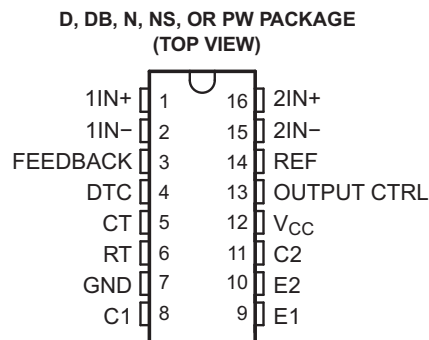 D, DB, N, NS, OR PW PACKAGE
(TOP VIEW)
1IN+ 1 16 2IN+
1IN− 2 15 2IN−
FEEDBACK 3 14 REF
DTC 4 13 OUTPUT CTRL
CT 5 12 VCC
RT 6 11 C2
GND 7 10 E2
C1 8 9 E1